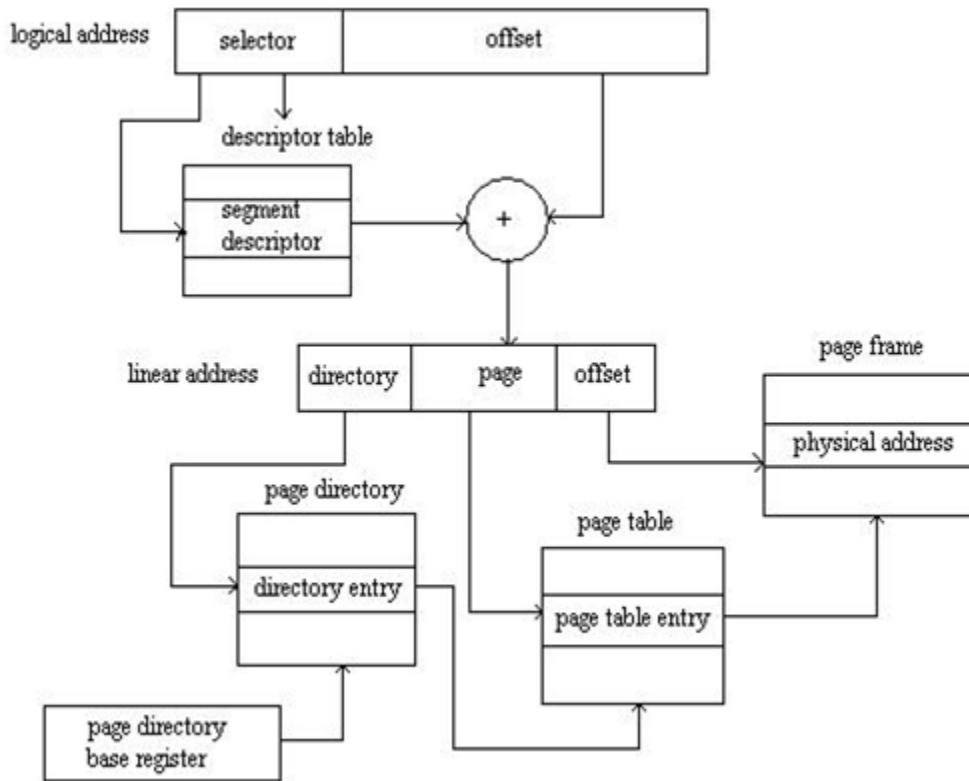 logical address
selector
offset
descriptor table
segment
descriptor
+
page frame
linear address
directory
page
offset
physical address
page directory
page table
directory entry
page table entry
page directory
base register